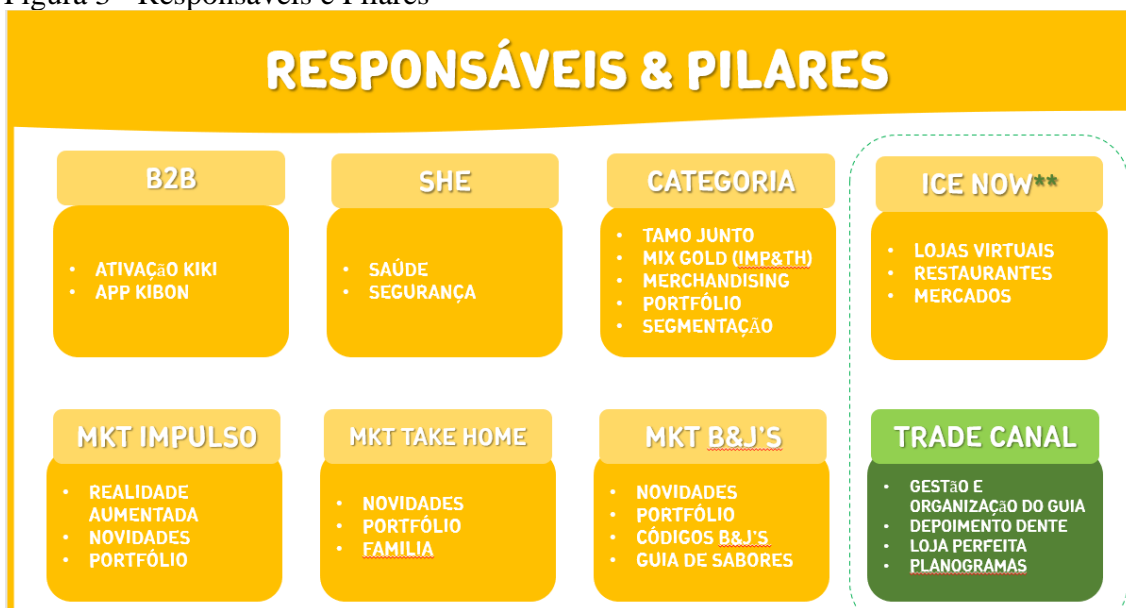 Figura 3 - Responsáveis e Pilares
RESPONSÁVEIS & PILARES
B2B
• ATIVAÇãO KIKI
• APP KIBON
SHE
• SAÚDE
• SEGURANÇA
CATEGORIA
• TAMO JUNTO
• MIX GOLD (IMP&TH)
• MERCHANDISING
• PORTFÓLIO
• SEGMENTAÇÃO
ICE NOW**
• LOJAS VIRTUAIS
• RESTAURANTES
• MERCADOS
MKT IMPULSO
• REALIDADE
AUMENTADA
• NOVIDADES
• PORTFÓLIO
MKT TAKE HOME
• NOVIDADES
• PORTFÓLIO
• FAMILIA
MKT B&J'S
• NOVIDADES
• PORTFÓLIO
• CÓDIGOS B&J'S
• GUIA DE SABORES
TRADE CANAL
• GESTãO E
ORGANIZAÇãO DO GUIA
• DEPOIMENTO DENTE
• LOJA PERFEITA
• PLANOGRAMAS